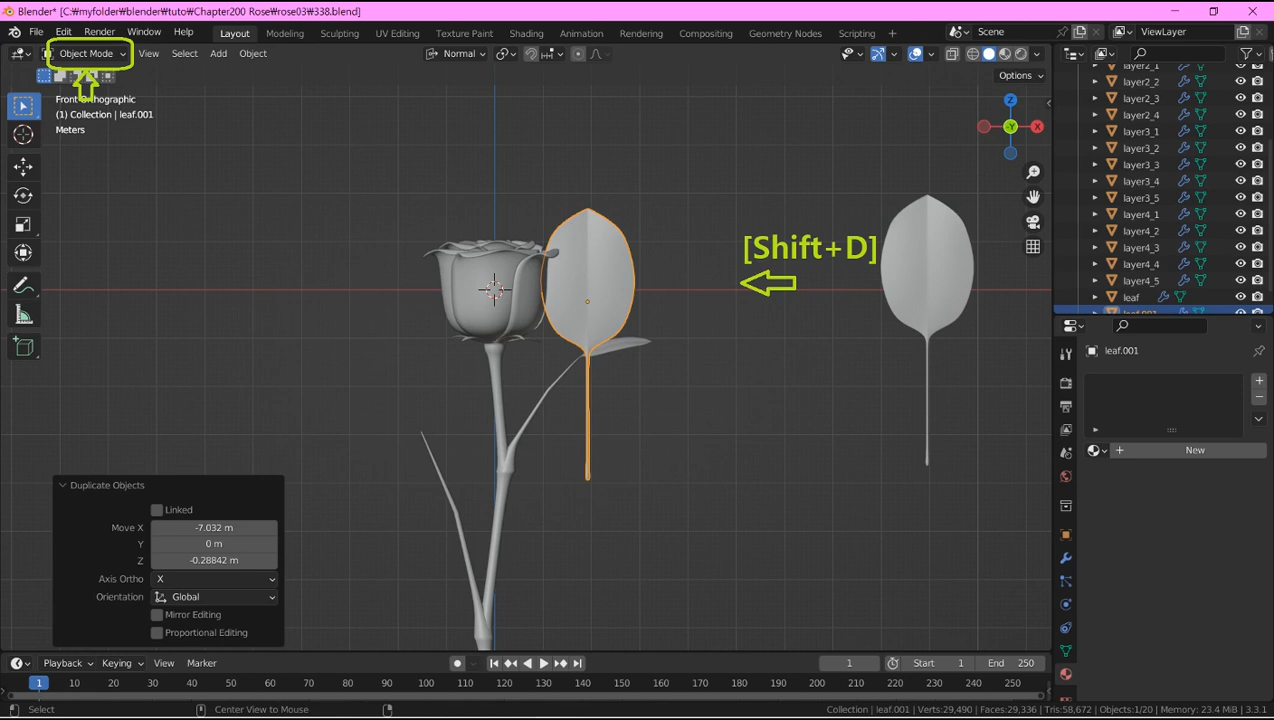 Blender* [C:₩myfolder₩blender₩tuto₩Chapter200 Rose₩rose03₩338.blend]
File Edit Render Window Help Layout Modeling Sculpting UV Editing Texture Paint Shading Animation Rendering Compositing Geometry Nodes Scripting Scene ViewLayer
Object Mode View Select Add Object Normal
Options
Front Orthographic
(1) Collection | leaf.001
Meters
Z
-Y
X
[Shift+D]
layer2_1
layer2_2
layer2_3
layer2_4
layer3_1
layer3_2
layer3_3
layer3_4
layer3_5
layer4_1
layer4_2
layer4_3
layer4_4
layer4_5
leaf
leaf.001
leaf.001
New
Duplicate Objects
Linked
Move X -7.032 m
Y 0 m
Z -0.28842 m
Axis Ortho X
Orientation Global
Mirror Editing
Proportional Editing
Playback Keying View Marker 1 Start 1 End 250
1 10 20 30 40 50 60 70 80 90 100 110 120 130 140 150 160 170 180 190 200 210 220 230 240 250
Select Center View to Mouse Collection | leaf.001 | Verts:29,490 | Faces:29,336 | Tris:58,672 | Objects:1/20 | Memory: 23.4 MiB | 3.3.1